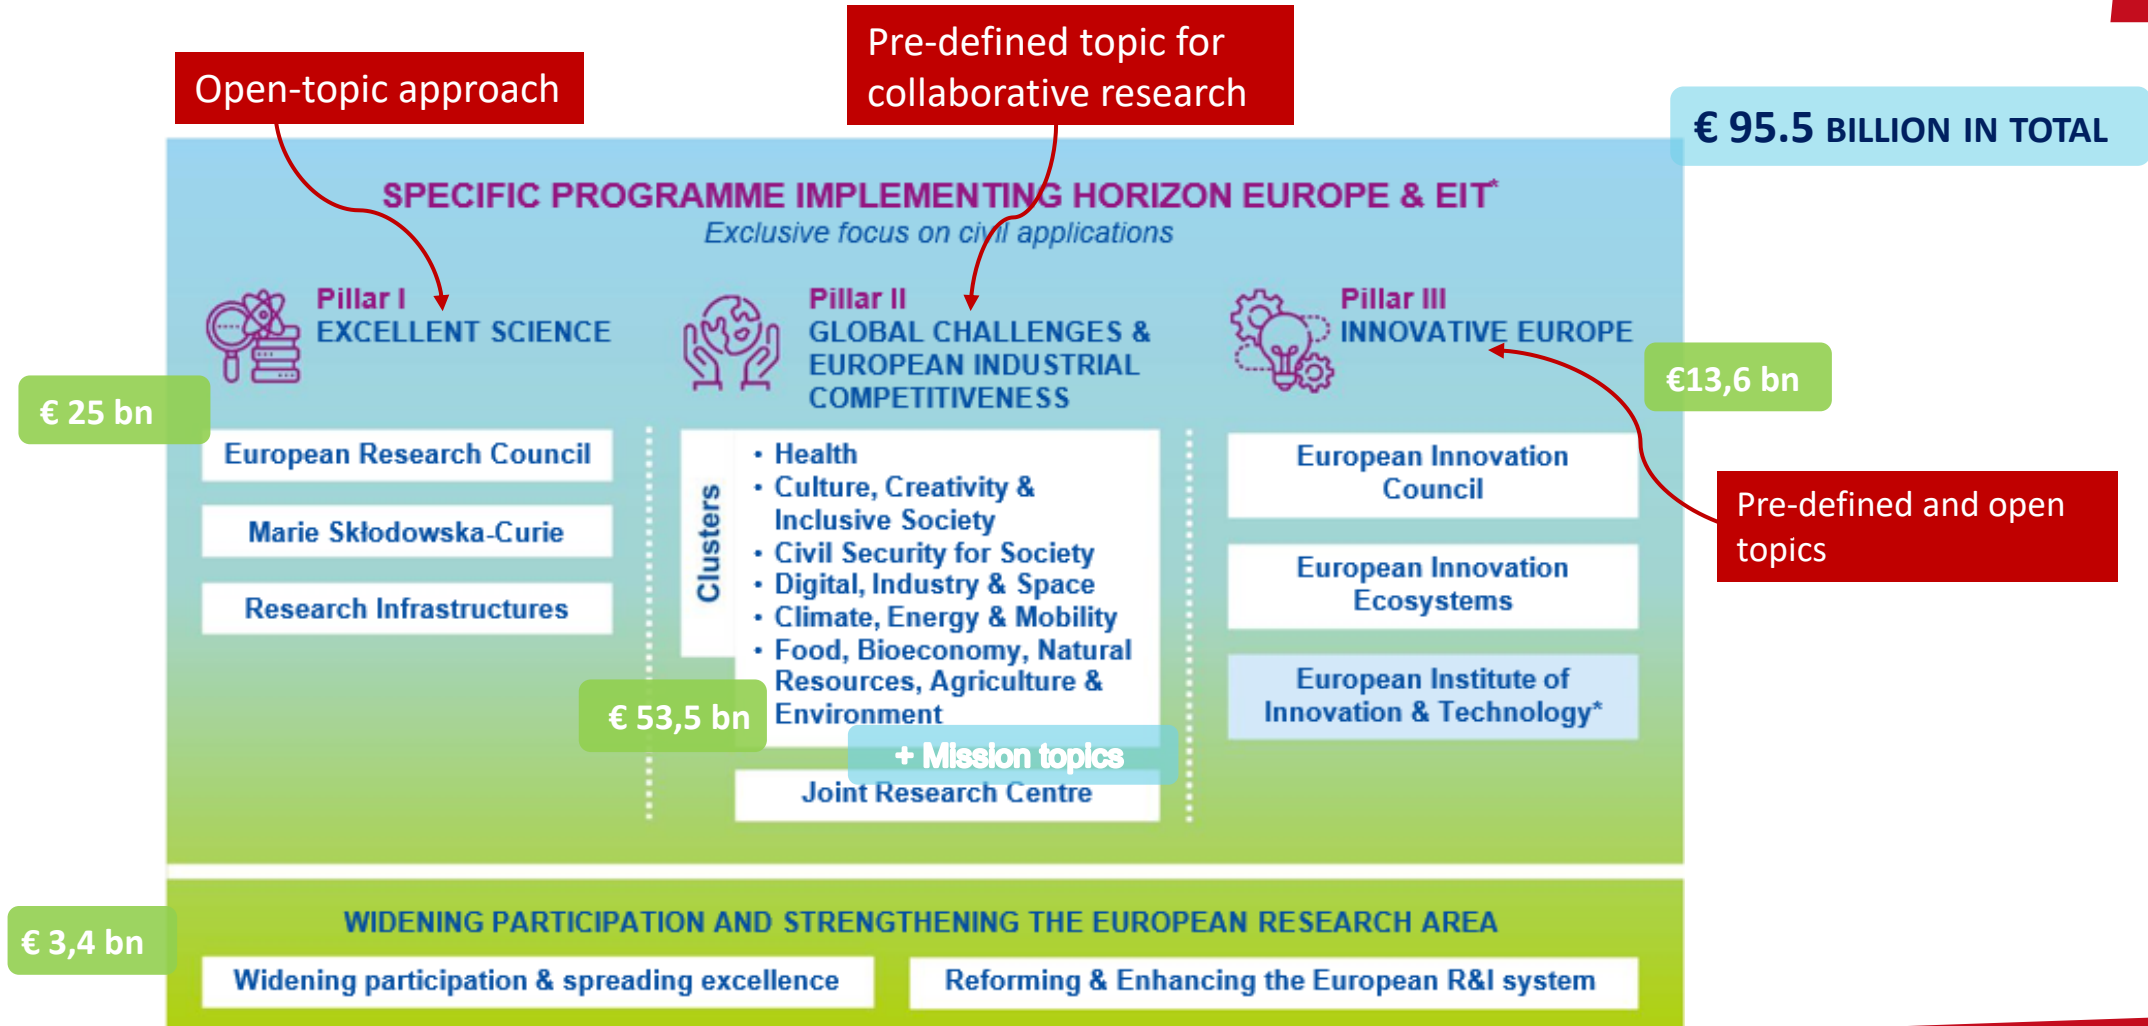 Open-topic approach
Pre-defined topic for
collaborative research
€ 95.5 BILLION IN TOTAL
SPECIFIC PROGRAMME IMPLEMENTING HORIZON EUROPE & EIT*
Exclusive focus on civil applications
Pillar I
EXCELLENT SCIENCE
€ 25 bn
European Research Council
Marie Skłodowska-Curie
Research Infrastructures
Pillar II
GLOBAL CHALLENGES &
EUROPEAN INDUSTRIAL
COMPETITIVENESS
Clusters
• Health
• Culture, Creativity &
Inclusive Society
• Civil Security for Society
• Digital, Industry & Space
• Climate, Energy & Mobility
• Food, Bioeconomy, Natural
Resources, Agriculture &
Environment
€ 53,5 bn
+ Mission topics
Joint Research Centre
Pillar III
INNOVATIVE EUROPE
€13,6 bn
European Innovation
Council
European Innovation
Ecosystems
European Institute of
Innovation & Technology*
Pre-defined and open
topics
€ 3,4 bn
WIDENING PARTICIPATION AND STRENGTHENING THE EUROPEAN RESEARCH AREA
Widening participation & spreading excellence
Reforming & Enhancing the European R&I system